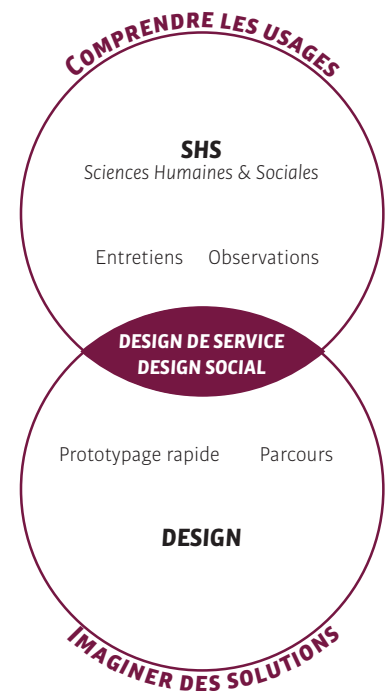 COMPRENDRE LES USAGES
SHS
Sciences Humaines & Sociales
Entretiens Observations
DESIGN DE SERVICE
DESIGN SOCIAL
Prototypage rapide Parcours
DESIGN
IMAGINER DES SOLUTIONS